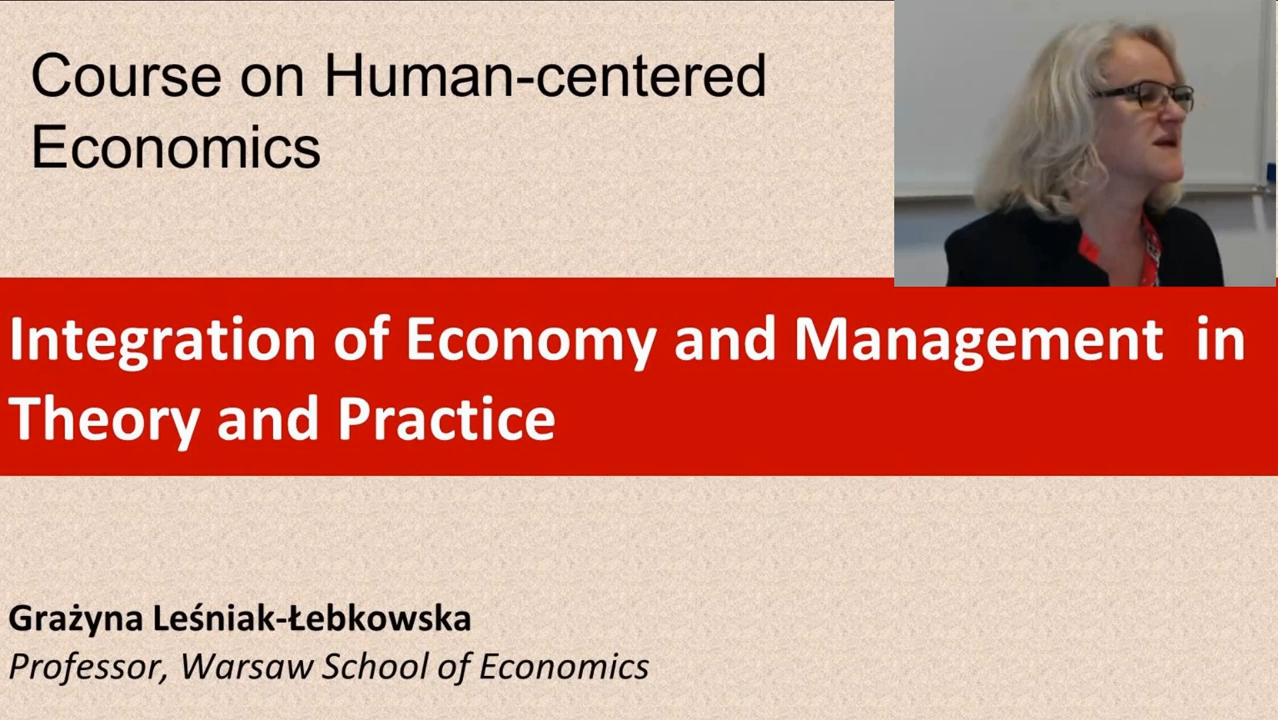 Course on Human-centered
Economics
Integration of Economy and Management  in
Theory and Practice
Grażyna Leśniak-Łebkowska
Professor, Warsaw School of Economics